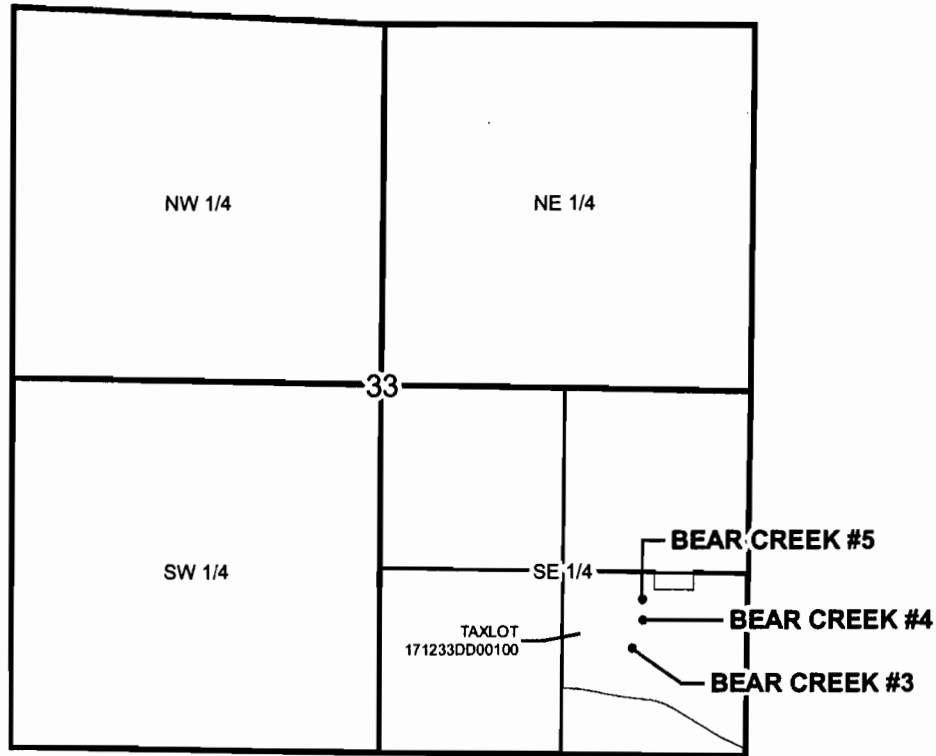 NW 1/4
NE 1/4
33
BEAR CREEK #5
SW 1/4
SE 1/4
BEAR CREEK #4
TAXLOT
171233DD00100
BEAR CREEK #3